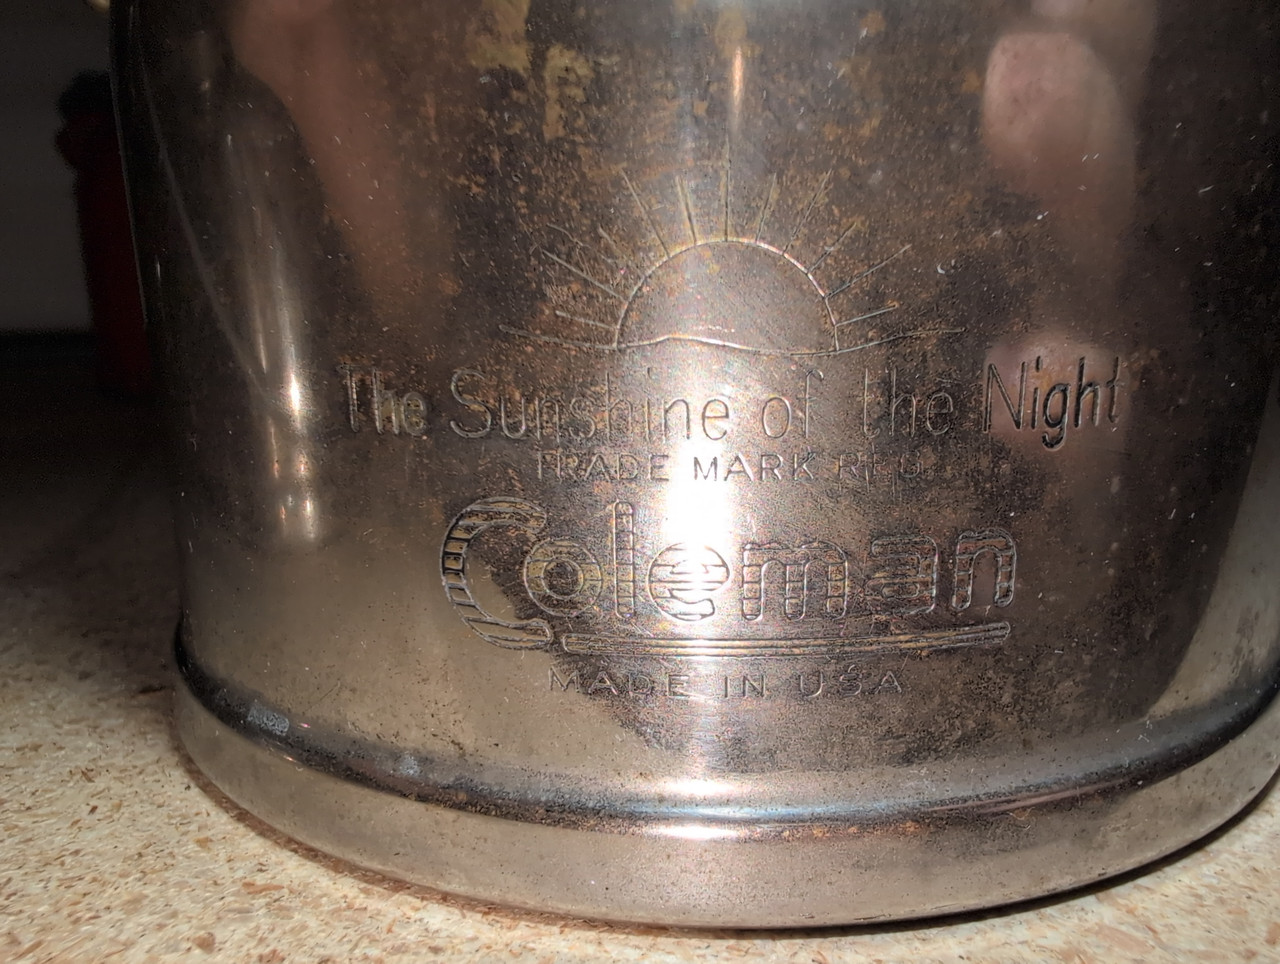 The Sunshine of the Night
TRADE MARK REG
Coleman
MADE IN USA